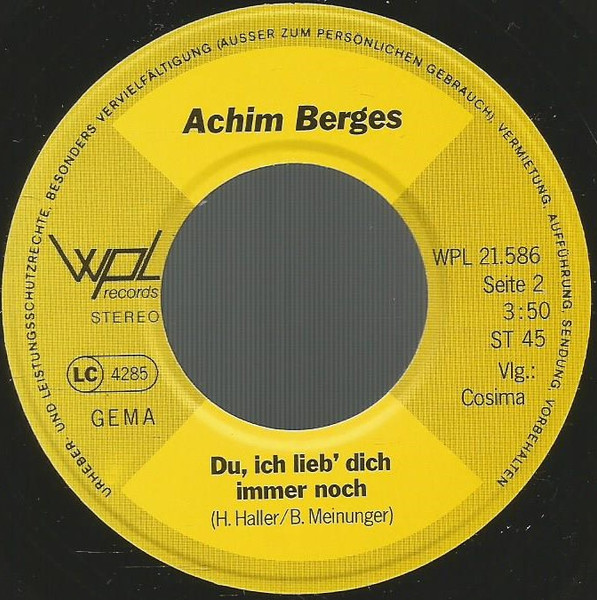 URHEBER- UND LEISTUNGSSCHUTZRECHTE, BESONDERS VERVIELFÄLTIGUNG (AUSSER ZUM PERSÖNLICHEN GEBRAUCH), VERMIETUNG, AUFFÜHRUNG, SENDUNG, VORBEHALTEN
Achim Berges
wpl
records
STEREO
LC 4285
GEMA
WPL 21.586
Seite 2
3:50
ST 45
Vlg.:
Cosima
Du, ich lieb' dich
immer noch
(H. Haller/B. Meinunger)